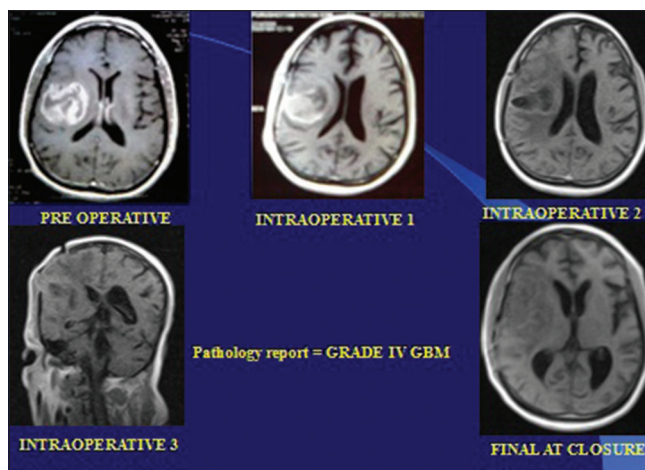 PRE OPERATIVE
INTRAOPERATIVE 1
INTRAOPERATIVE 2
Pathology report = GRADE IV GBM
INTRAOPERATIVE 3
FINAL AT CLOSURE